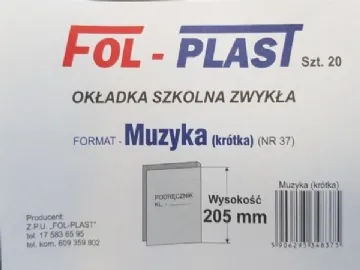 FOL - PLAST Szt. 20
OKŁADKA SZKOLNA ZWYKŁA
FORMAT - Muzyka (krótka) (NR 37)
PODRĘCZNIK
KL. -
Wysokość
205 mm
Muzyka (krótka)
5906295348375
Producent:
Z.P.U. „FOL-PLAST"
tel. 17 583 65 95
tel. kom. 609 359 802